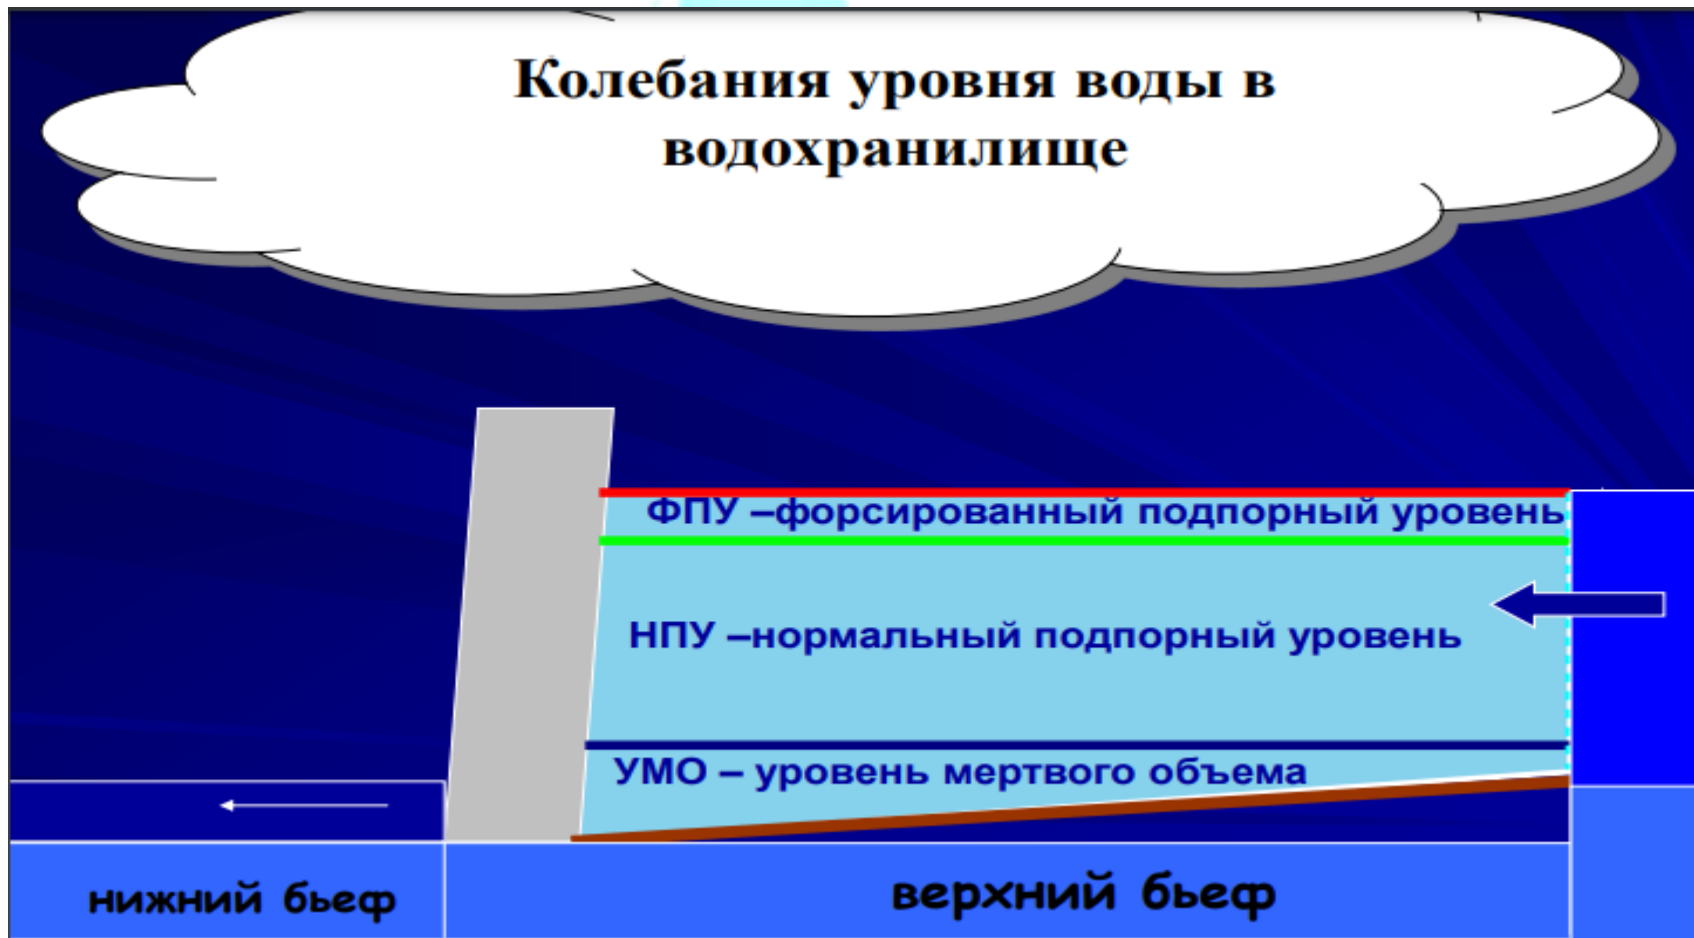 Колебания уровня воды в
водохранилище
ФПУ –форсированный подпорный уровень
НПУ –нормальный подпорный уровень
УМО – уровень мертвого объема
нижний бьеф
верхний бьеф